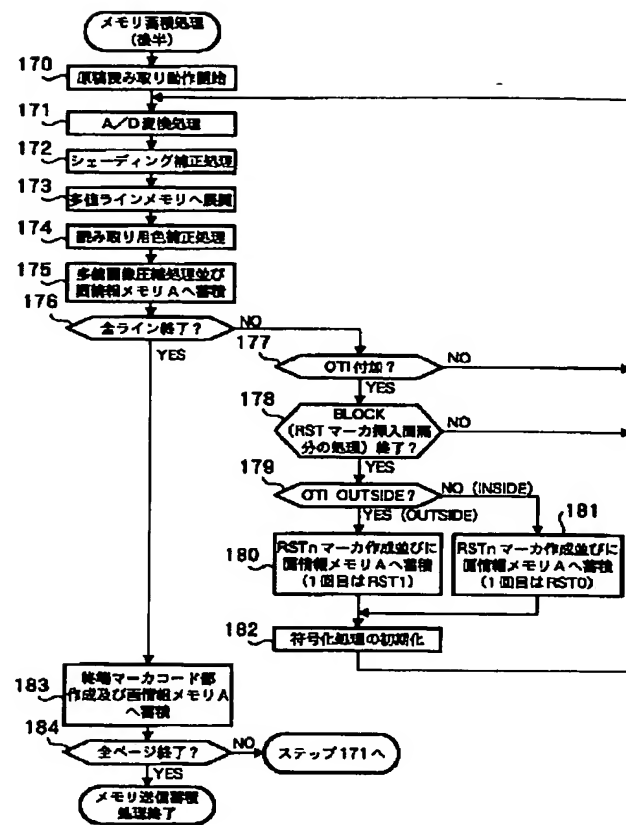 メモリ蓄積処理
(後半)
170
原稿読み取り動作開始
171
A/D変換処理
172
シェーディング補正処理
173
多値ラインメモリへ展開
174
読み取り用色補正処理
175
多値画像圧縮処理並び
画情報メモリAへ蓄積
176
全ライン終了?
NO
YES
177
OTI付加?
NO
YES
178
BLOCK
(RSTマーカ挿入間隔
分の処理)終了?
NO
YES
179
OTI OUTSIDE?
NO (INSIDE)
YES (OUTSIDE)
180
RSTnマーカ作成並びに
画情報メモリAへ蓄積
(1回目はRST1)
181
RSTnマーカ作成並びに
画情報メモリAへ蓄積
(1回目はRST0)
182
符号化処理の初期化
183
終端マーカコード部
作成及び画情報メモリA
へ蓄積
184
全ページ終了?
NO
ステップ171へ
YES
メモリ送信蓄積
処理終了